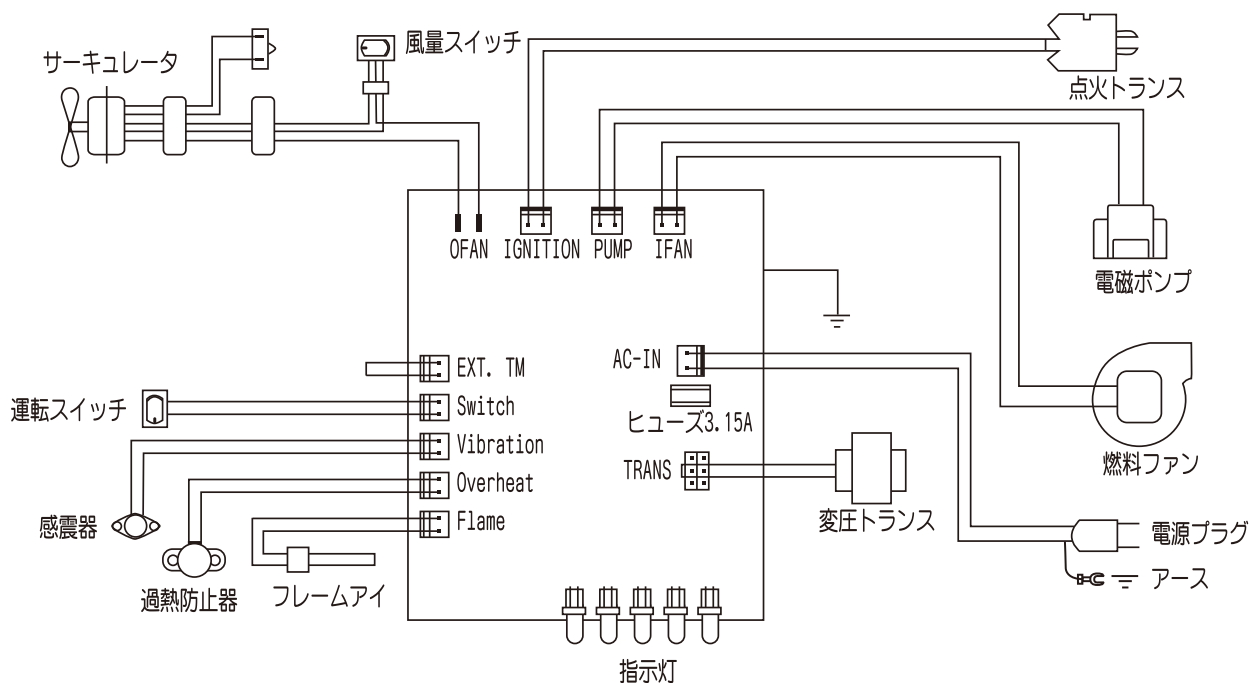 風量スイッチ
サーキュレータ
点火トランス
OFAN
IGNITION
PUMP
IFAN
電磁ポンプ
AC-IN
EXT. TM
運転スイッチ
Switch
ヒューズ3.15A
Vibration
燃料ファン
TRANS
Overheat
感震器
Flame
変圧トランス
電源プラグ
アース
過熱防止器
フレームアイ
指示灯